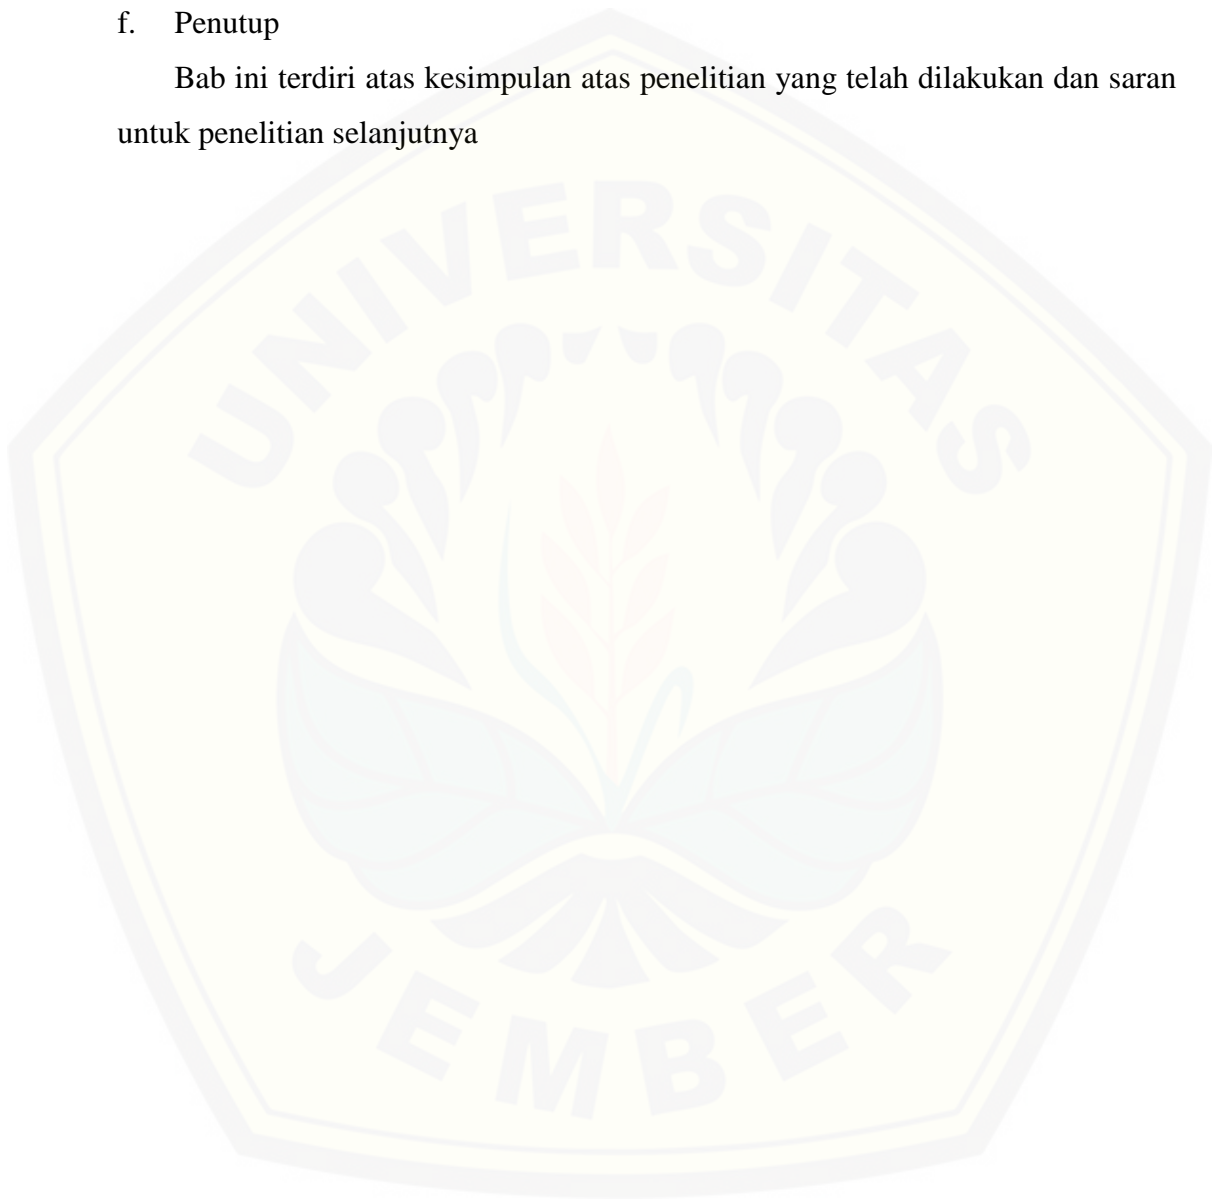 f. Penutup
Bab ini terdiri atas kesimpulan atas penelitian yang telah dilakukan dan saran
untuk penelitian selanjutnya
UNIVERSITAS
JEMBER